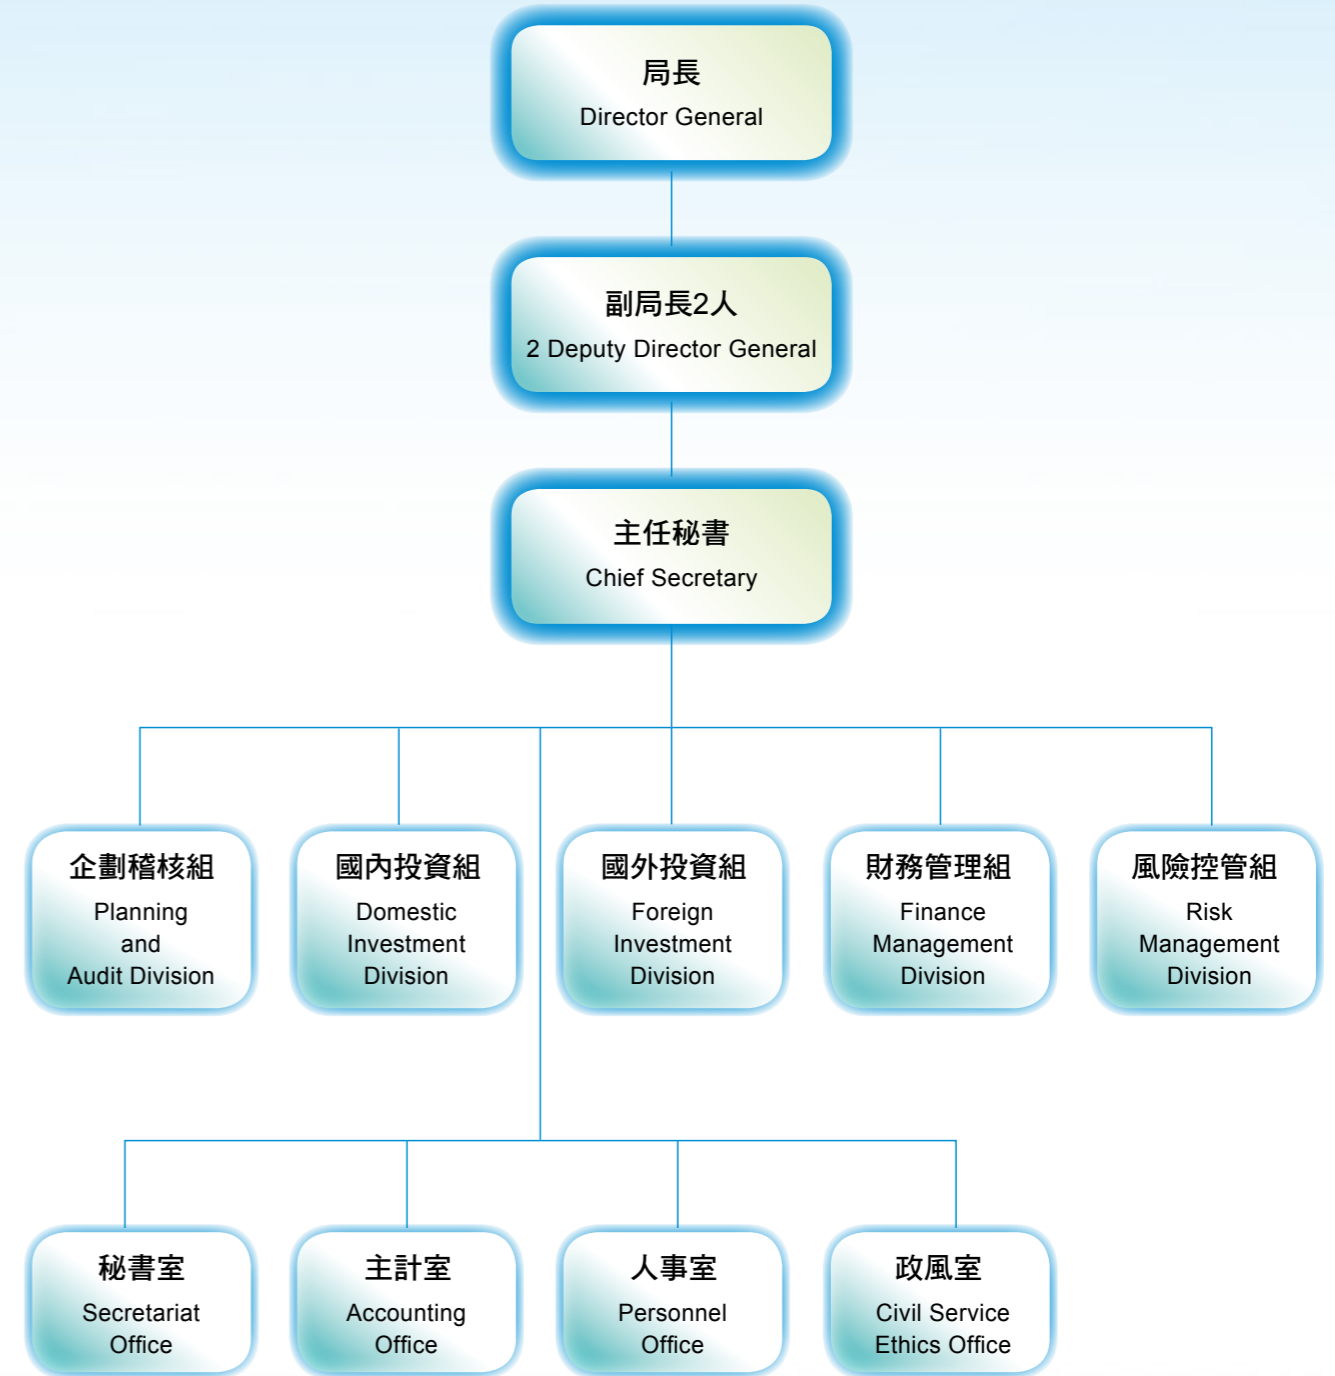 局長
Director General
副局長2人
2 Deputy Director General
主任秘書
Chief Secretary
企劃稽核組
Planning
and
Audit Division
國內投資組
Domestic
Investment
Division
國外投資組
Foreign
Investment
Division
財務管理組
Finance
Management
Division
風險控管組
Risk
Management
Division
秘書室
Secretariat
Office
主計室
Accounting
Office
人事室
Personnel
Office
政風室
Civil Service
Ethics Office